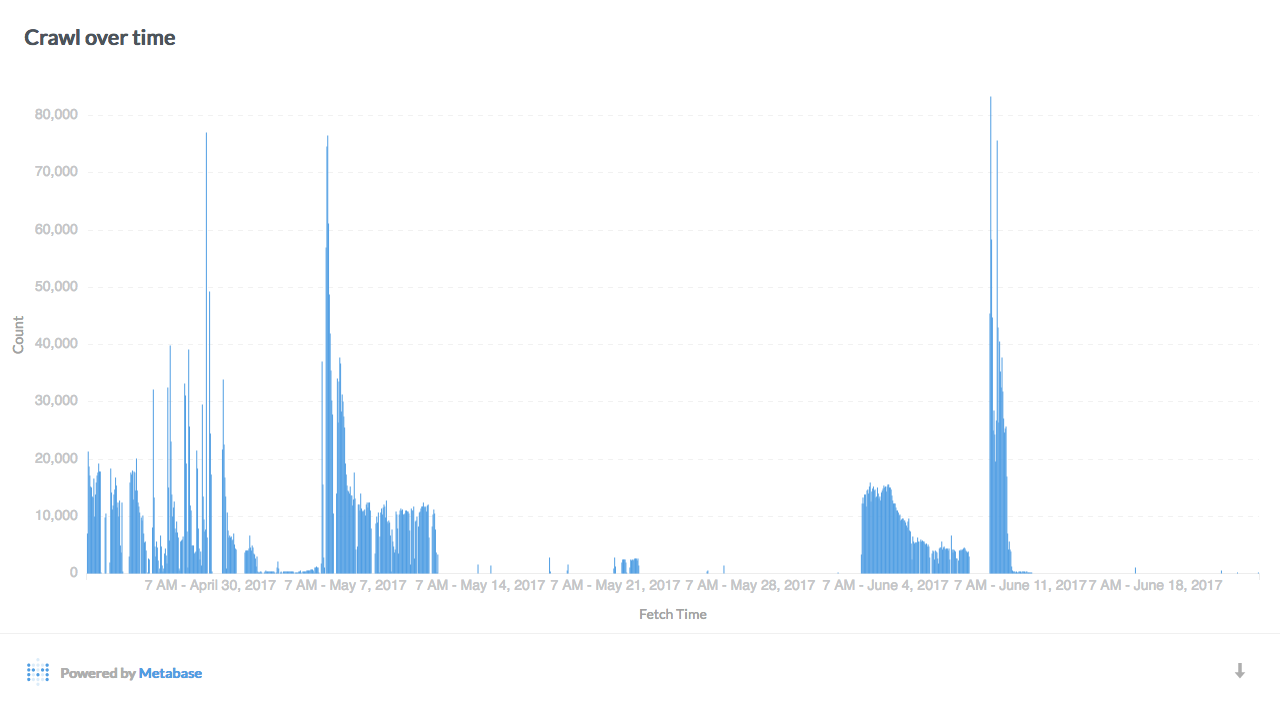 Crawl over time
80,000
70,000
60,000
50,000
40,000
30,000
20,000
10,000
0
Count
7 AM - April 30, 2017
7 AM - May 7, 2017
7 AM - May 14, 2017
7 AM - May 21, 2017
7 AM - May 28, 2017
7 AM - June 4, 2017
7 AM - June 11, 2017
7 AM - June 18, 2017
Fetch Time
Powered by Metabase